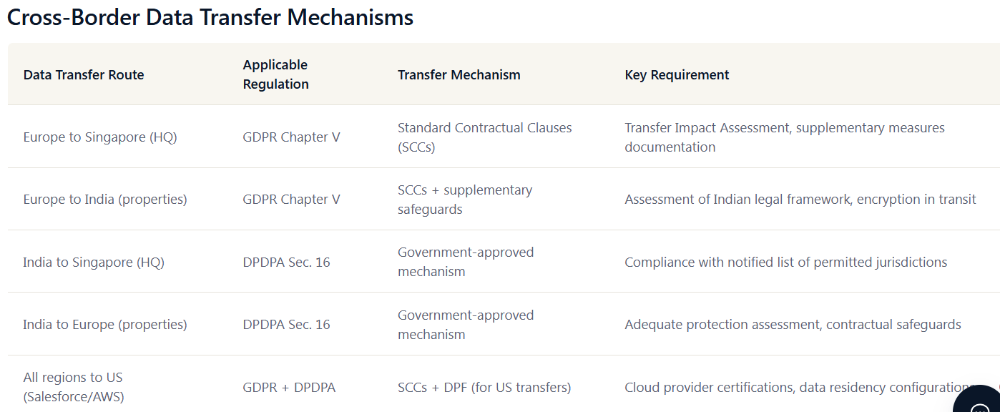 Cross-Border Data Transfer Mechanisms
Data Transfer Route
Applicable
Regulation
Transfer Mechanism
Key Requirement
Europe to Singapore (HQ)
GDPR Chapter V
Standard Contractual Clauses
(SCCs)
Transfer Impact Assessment, supplementary measures
documentation
Europe to India (properties)
GDPR Chapter V
SCCs + supplementary
safeguards
Assessment of Indian legal framework, encryption in transit
India to Singapore (HQ)
DPDPA Sec. 16
Government-approved
mechanism
Compliance with notified list of permitted jurisdictions
India to Europe (properties)
DPDPA Sec. 16
Government-approved
mechanism
Adequate protection assessment, contractual safeguards
All regions to US
(Salesforce/AWS)
GDPR + DPDPA
SCCs + DPF (for US transfers)
Cloud provider certifications, data residency configurations